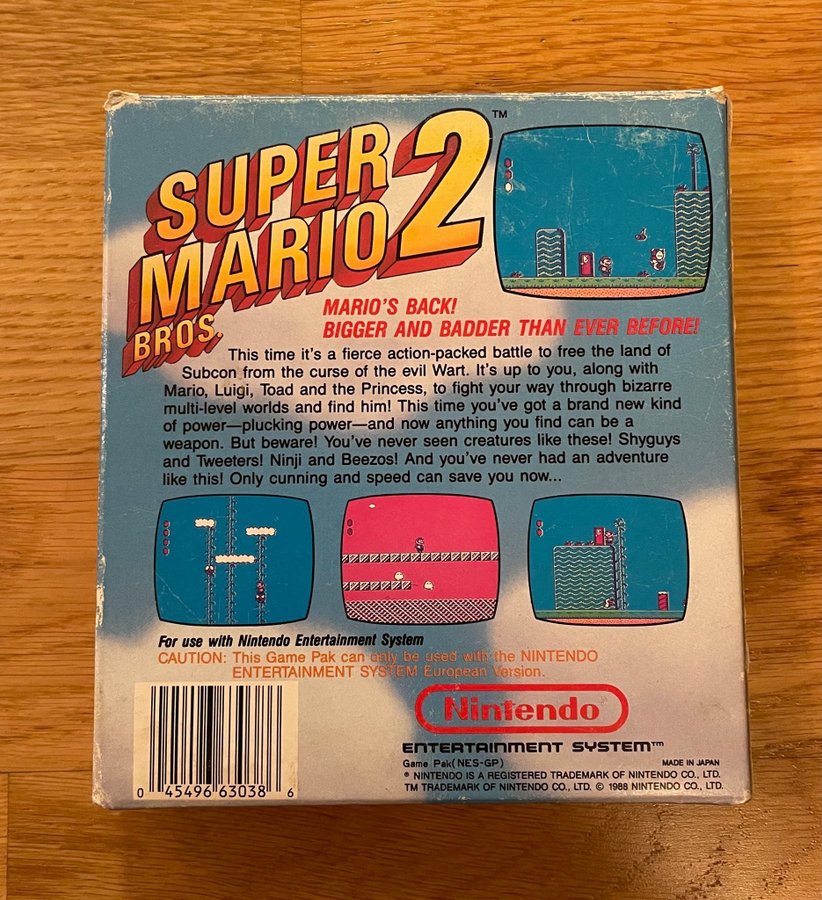 SUPER
MARIO
BROS.
2™
MARIO'S BACK!
BIGGER AND BADDER THAN EVER BEFORE!
This time it's a fierce action-packed battle to free the land of
Subcon from the curse of the evil Wart. It's up to you, along with
Mario, Luigi, Toad and the Princess, to fight your way through bizarre
multi-level worlds and find him! This time you've got a brand new kind
of power—plucking power—and now anything you find can be a
weapon. But beware! You've never seen creatures like these! Shyguys
and Tweeters! Ninji and Beezos! And you've never had an adventure
like this! Only cunning and speed can save you now...
For use with Nintendo Entertainment System
CAUTION: This Game Pak can only be used with the NINTENDO
ENTERTAINMENT SYSTEM European Version.
Nintendo
ENTERTAINMENT SYSTEM™
Game Pak(NES-GP)
MADE IN JAPAN
® NINTENDO IS A REGISTERED TRADEMARK OF NINTENDO CO., LTD.
TM TRADEMARK OF NINTENDO CO., LTD. © 1988 NINTENDO CO., LTD.
0 45496 63038 6